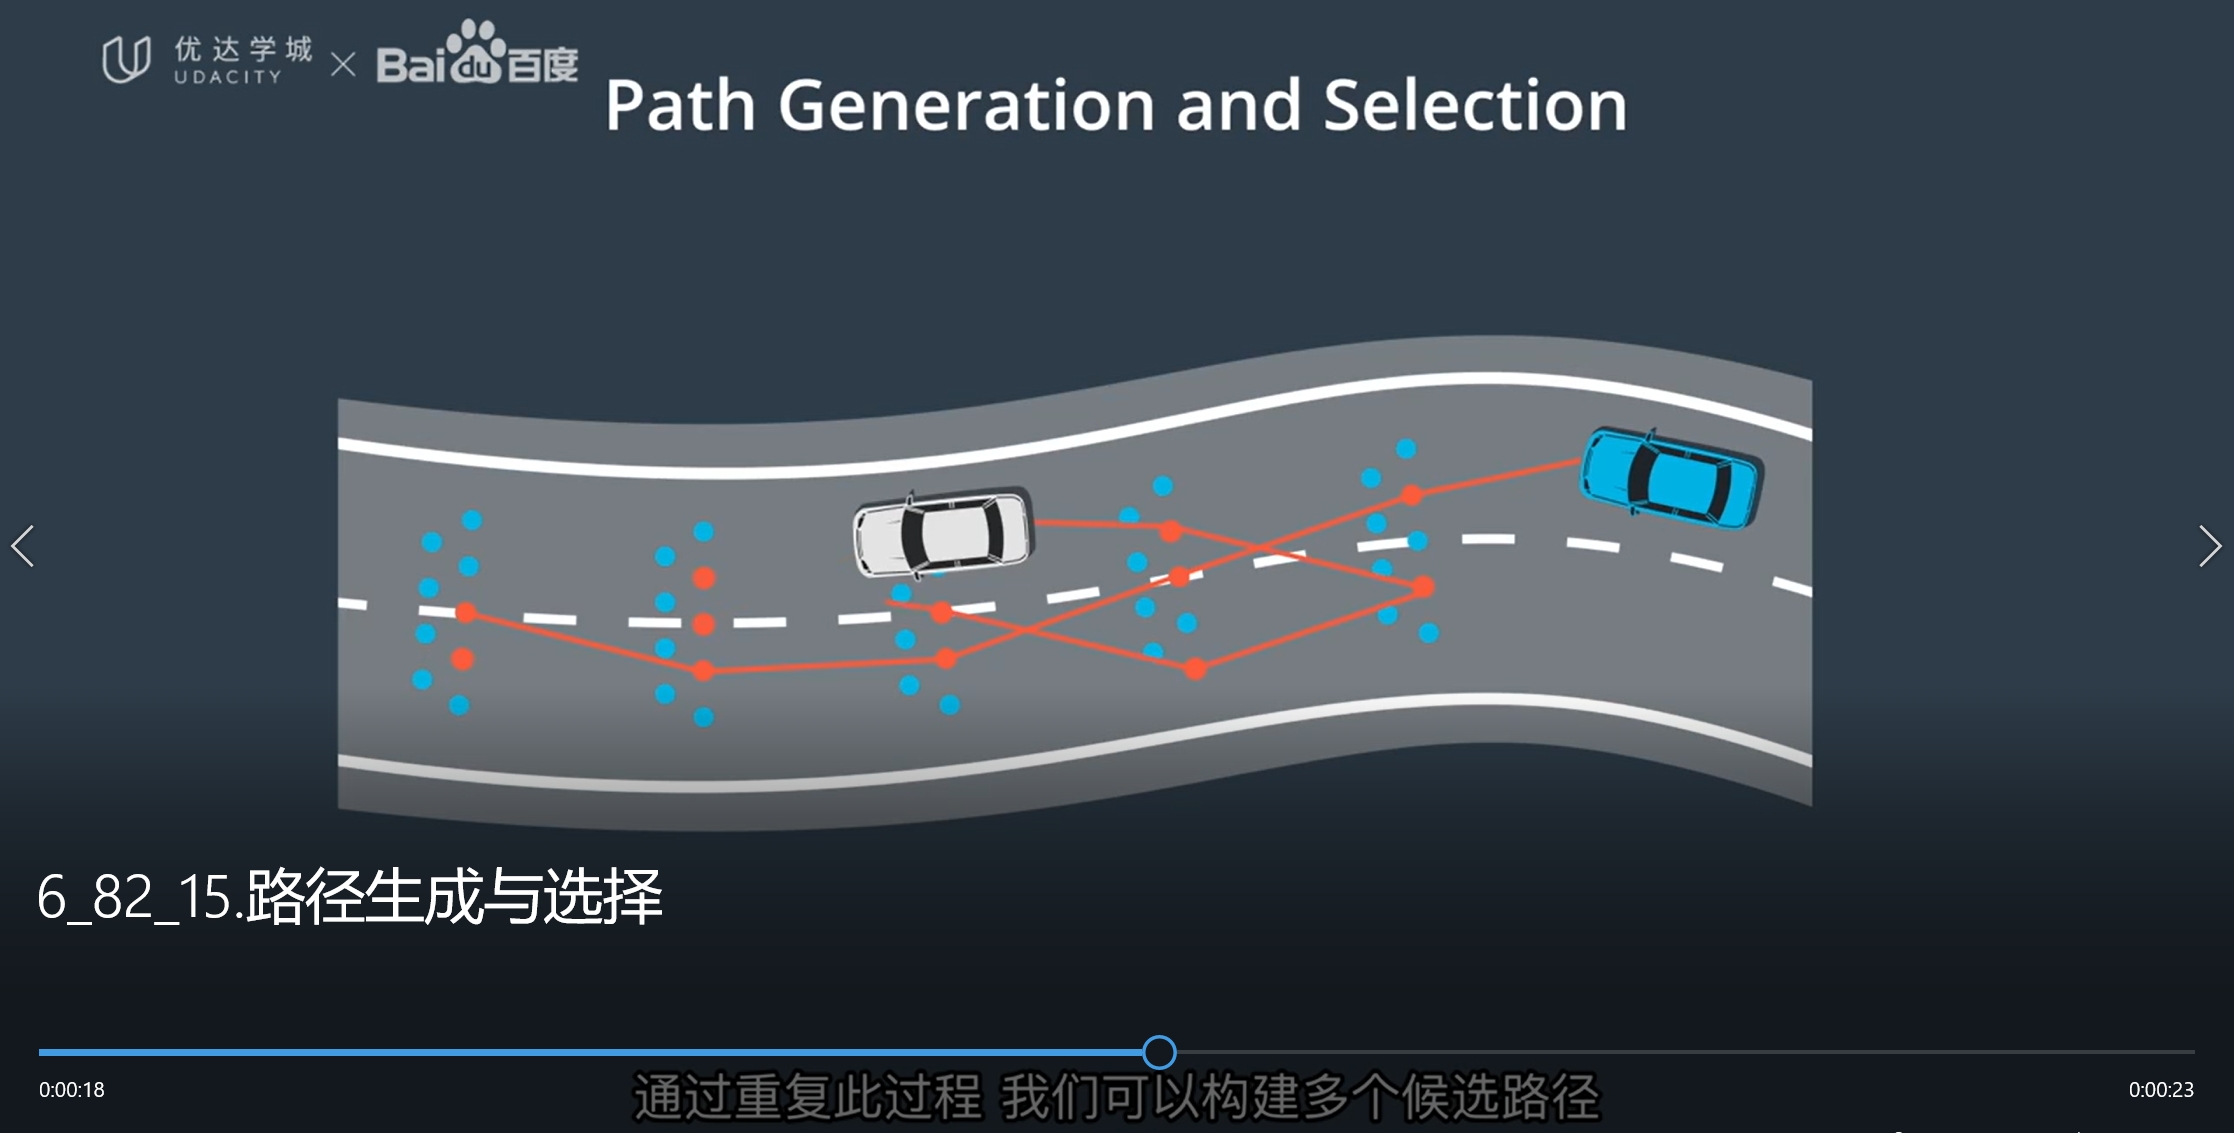 优达学城
UDACITY
×
Baidu百度
Path Generation and Selection
6_82_15.路径生成与选择
0:00:18
0:00:23
通过重复此过程 我们可以构建多个候选路径